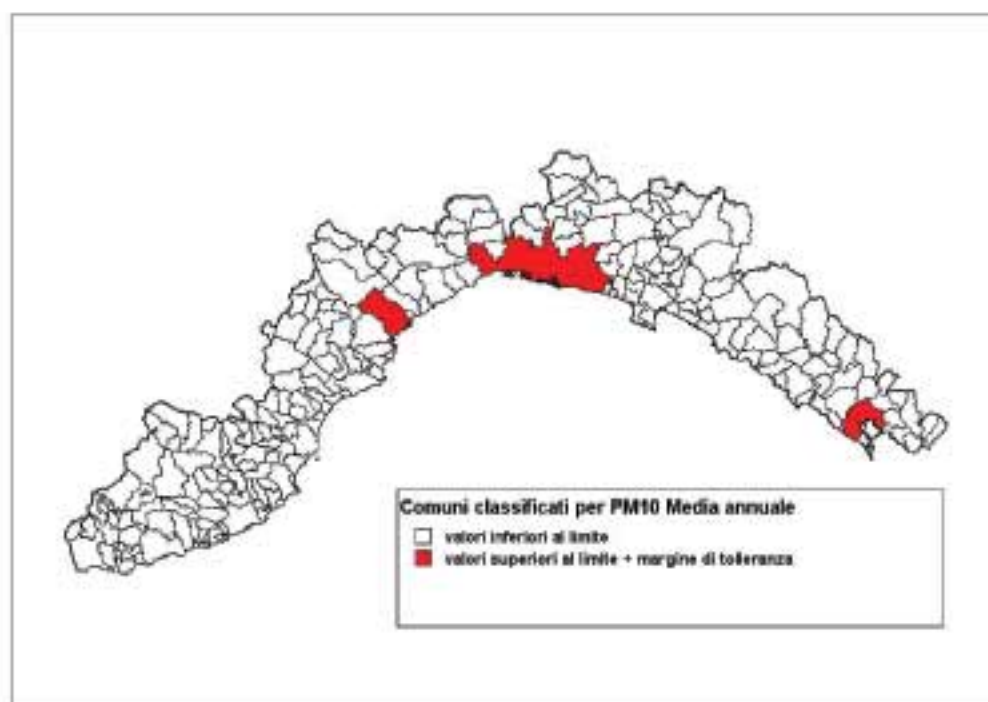 Comuni classificati per PM10 Media annuale
valori inferiori al limite
valori superiori al limite + margine di tolleranza